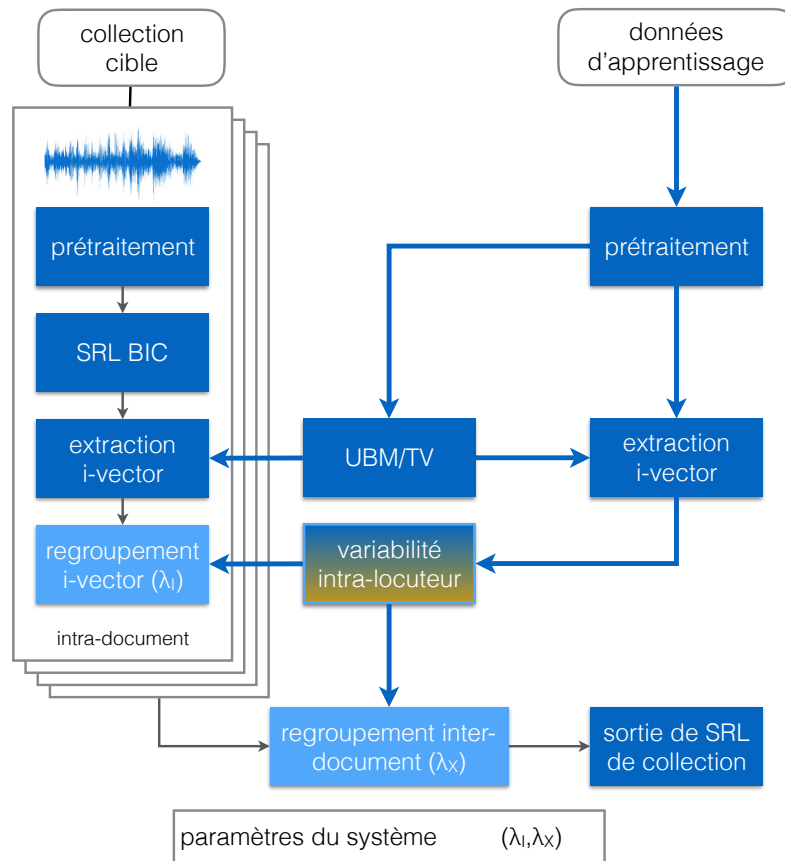 collection
cible
données
d'apprentissage
prétraitement
prétraitement
SRL BIC
extraction
i-vector
UBM/TV
extraction
i-vector
regroupement
i-vector (λI)
variabilité
intra-locuteur
intra-document
regroupement inter-
document (λX)
sortie de SRL
de collection
paramètres du système (λI,λX)